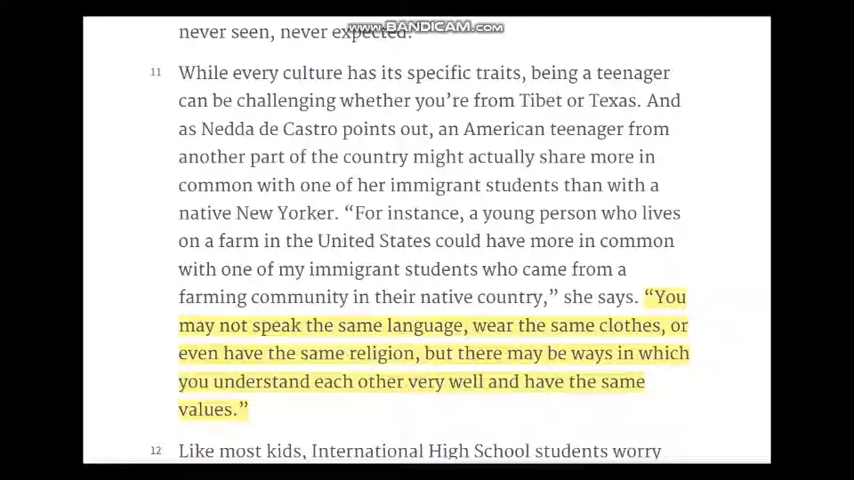 www.BANDICAM.com
never seen, never expected.
11 While every culture has its specific traits, being a teenager
can be challenging whether you’re from Tibet or Texas. And
as Nedda de Castro points out, an American teenager from
another part of the country might actually share more in
common with one of her immigrant students than with a
native New Yorker. “For instance, a young person who lives
on a farm in the United States could have more in common
with one of my immigrant students who came from a
farming community in their native country,” she says. “You
may not speak the same language, wear the same clothes, or
even have the same religion, but there may be ways in which
you understand each other very well and have the same
values.”
12 Like most kids, International High School students worry